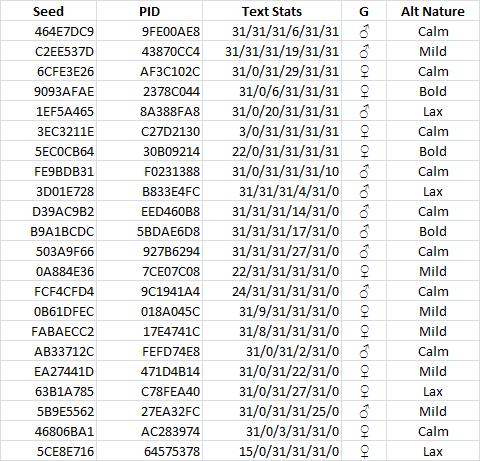 Seed PID Text Stats G Alt Nature
464E7DC9 9FE00AE8 31/31/31/6/31/31 ♂ Calm
C2EE537D 43870CC4 31/31/31/19/31/31 ♂ Mild
6CFE3E26 AF3C102C 31/0/31/29/31/31 ♀ Calm
9093AFAE 2378C044 31/0/6/31/31/31 ♀ Bold
1EF5A465 8A388FA8 31/0/20/31/31/31 ♂ Lax
3EC3211E C27D2130 3/0/31/31/31/31 ♀ Calm
5EC0CB64 30B09214 22/0/31/31/31/31 ♀ Bold
FE9BDB31 F0231388 31/0/31/31/31/10 ♂ Calm
3D01E728 B833E4FC 31/31/31/4/31/0 ♂ Lax
D39AC9B2 EED460B8 31/31/31/14/31/0 ♂ Calm
B9A1BCDC 5BDAE6D8 31/31/31/17/31/0 ♂ Bold
503A9F66 927B6294 31/31/31/27/31/0 ♂ Calm
0A884E36 7CE07C08 22/31/31/31/31/0 ♀ Mild
FCF4CFD4 9C1941A4 24/31/31/31/31/0 ♂ Calm
0B61DFEC 018A045C 31/9/31/31/31/0 ♀ Mild
FABAECC2 17E4741C 31/8/31/31/31/0 ♀ Mild
AB33712C FEFD74E8 31/0/31/2/31/0 ♂ Calm
EA27441D 471D4B14 31/0/31/22/31/0 ♀ Mild
63B1A785 C78FEA40 31/0/31/27/31/0 ♀ Lax
5B9E5562 27EA32FC 31/0/31/31/25/0 ♂ Mild
46806BA1 AC283974 31/0/3/31/31/0 ♀ Calm
5CE8E716 64575378 15/0/31/31/31/0 ♀ Lax